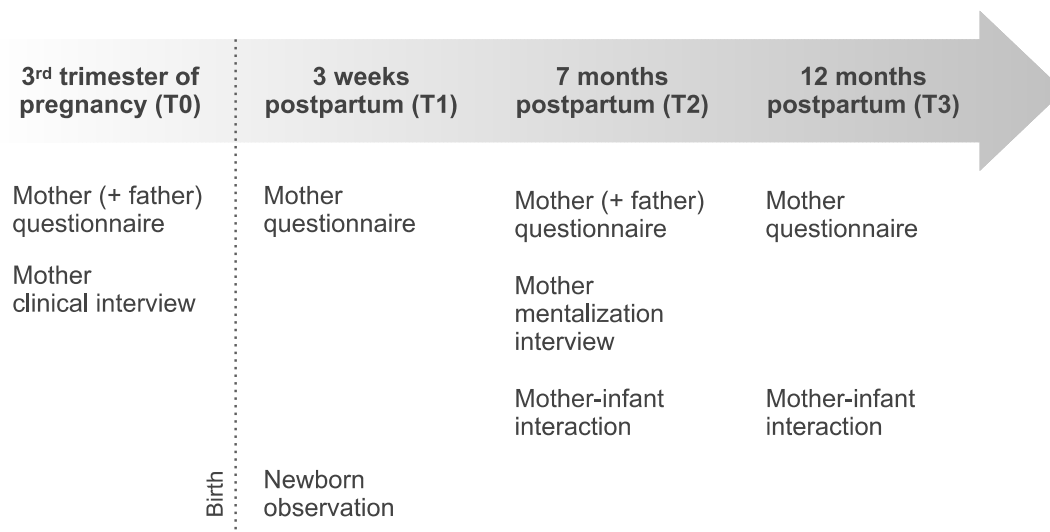 3rd trimester of
pregnancy (T0)
3 weeks
postpartum (T1)
7 months
postpartum (T2)
12 months
postpartum (T3)
Mother (+ father)
questionnaire
Mother
clinical interview
Birth
Mother
questionnaire
Newborn
observation
Mother (+ father)
questionnaire
Mother
mentalization
interview
Mother-infant
interaction
Mother
questionnaire
Mother-infant
interaction